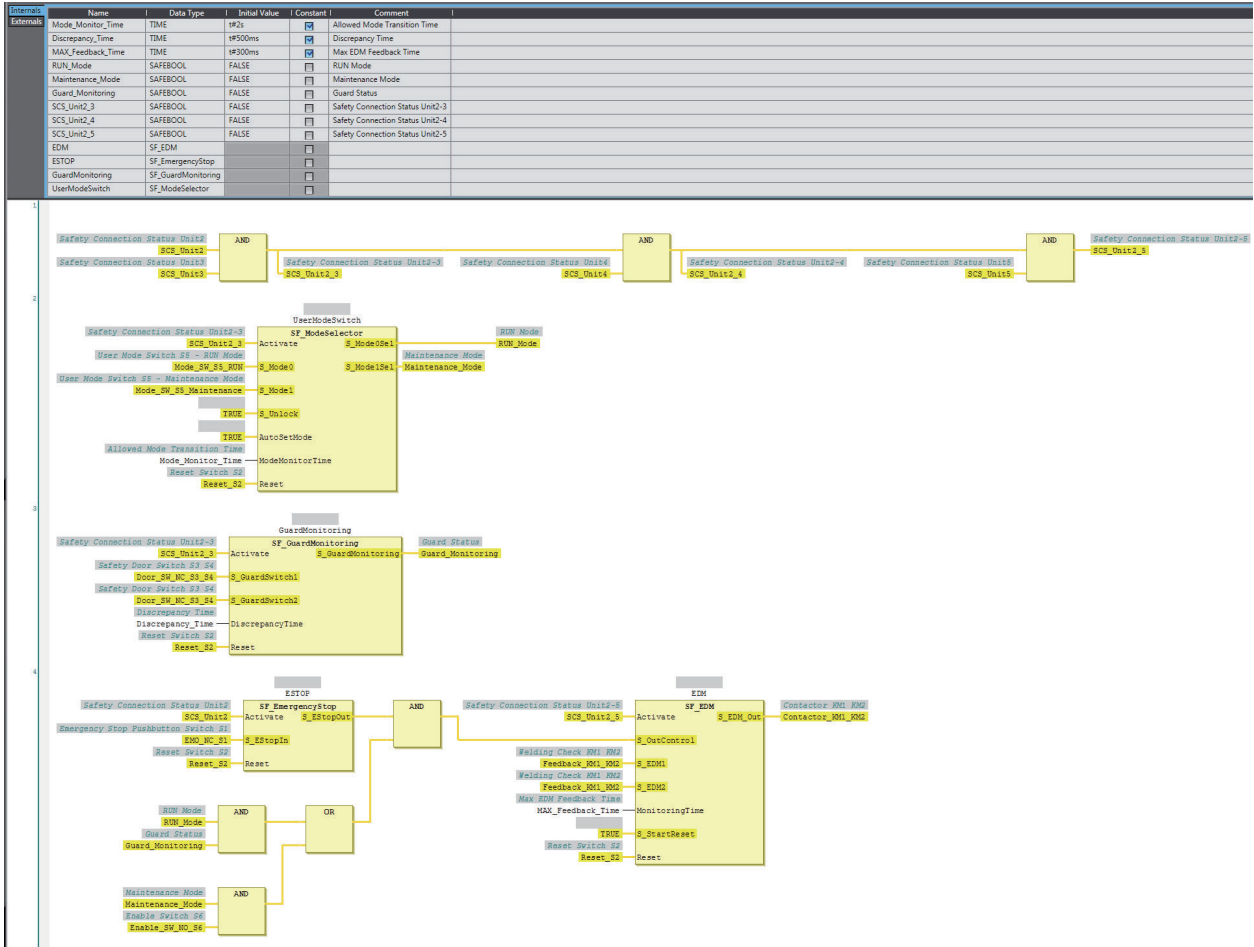 Internals
Externals
Name Data Type Initial Value Constant Comment
Mode_Monitor_Time TIME t#2s Allowed Mode Transition Time
Discrepancy_Time TIME t#500ms Discrepancy Time
MAX_Feedback_Time TIME t#300ms Max EDM Feedback Time
RUN_Mode SAFEBOOL FALSE RUN Mode
Maintenance_Mode SAFEBOOL FALSE Maintenance Mode
Guard_Monitoring SAFEBOOL FALSE Guard Status
SCS_Unit2_3 SAFEBOOL FALSE Safety Connection Status Unit2-3
SCS_Unit2_4 SAFEBOOL FALSE Safety Connection Status Unit2-4
SCS_Unit2_5 SAFEBOOL FALSE Safety Connection Status Unit2-5
EDM SF_EDM
ESTOP SF_EmergencyStop
GuardMonitoring SF_GuardMonitoring
UserModeSwitch SF_ModeSelector
1
Safety Connection Status Unit2 AND AND AND Safety Connection Status Unit2-5
SCS_Unit2 SCS_Unit2_5
Safety Connection Status Unit3 Safety Connection Status Unit2-3 Safety Connection Status Unit4 Safety Connection Status Unit2-4 Safety Connection Status Unit5
SCS_Unit3 SCS_Unit2_3 SCS_Unit4 SCS_Unit2_4 SCS_Unit5
2
UserModeSwitch
Safety Connection Status Unit2-3 SF_ModeSelector RUN Mode
SCS_Unit2_3 Activate S_Mode0Sel RUN_Mode
User Mode Switch S5 - RUN Mode Maintenance Mode
Mode_SW_S5_RUN S_Mode0 S_Mode1Sel Maintenance_Mode
User Mode Switch S5 - Maintenance Mode
Mode_SW_S5_Maintenance S_Mode1
TRUE S_Unlock
TRUE AutoSetMode
Allowed Mode Transition Time
Mode_Monitor_Time ModeMonitorTime
Reset Switch S2
Reset_S2 Reset
3
GuardMonitoring
Safety Connection Status Unit2-3 SF_GuardMonitoring Guard Status
SCS_Unit2_3 Activate S_GuardMonitoring Guard_Monitoring
Safety Door Switch S3 S4
Door_SW_NC_S3_S4 S_GuardSwitch1
Safety Door Switch S3 S4
Door_SW_NC_S3_S4 S_GuardSwitch2
Discrepancy Time
Discrepancy_Time DiscrepancyTime
Reset Switch S2
Reset_S2 Reset
4
ESTOP EDM
Safety Connection Status Unit2 SF_EmergencyStop AND Safety Connection Status Unit2-5 SF_EDM Contactor KM1 KM2
SCS_Unit2 Activate S_EStopOut SCS_Unit2_5 Activate S_EDM_Out Contactor_KM1_KM2
Emergency Stop Pushbutton Switch S1
EMO_NC_S1 S_EStopIn S_OutControl
Reset Switch S2 Welding Check KM1 KM2
Reset_S2 Reset Feedback_KM1_KM2 S_EDM1
Welding Check KM1 KM2
Feedback_KM1_KM2 S_EDM2
Max EDM Feedback Time
RUN Mode AND OR MAX_Feedback_Time MonitoringTime
RUN_Mode
Guard Status TRUE S_StartReset
Guard_Monitoring Reset Switch S2
Reset_S2 Reset
Maintenance Mode AND
Maintenance_Mode
Enable Switch S6
Enable_SW_NO_S6